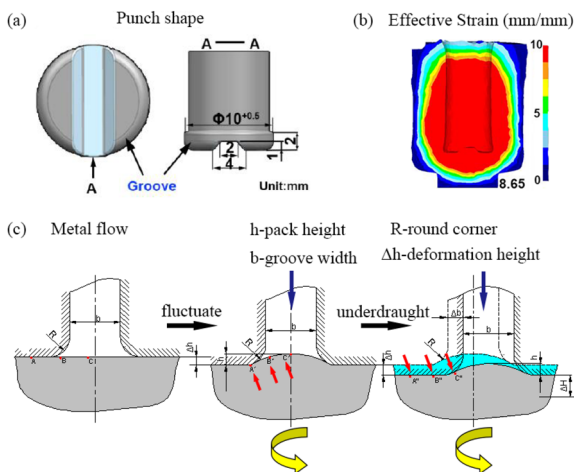 (a)
Punch shape
A — A
Φ10+0.5
2
4
1
2
A
Groove
Unit:mm
(b)
Effective Strain (mm/mm)
10
5
0
8.65
(c)
Metal flow
h-pack height
b-groove width
R-round corner
Δh-deformation height
fluctuate
underdraught
R
b
A
B
C
R
b
Δh
h
A'
B'
C'
Δb
R
b
Δh
h
ΔH
A"
B"
C"